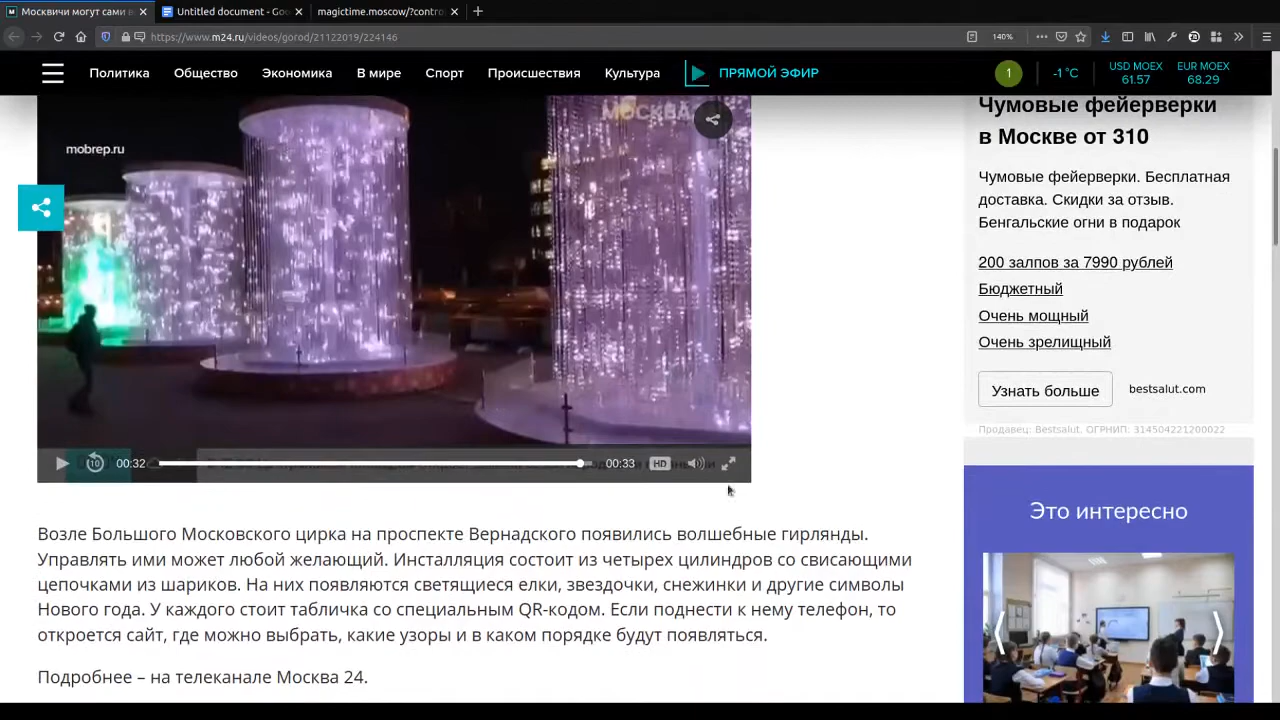 Москвичи могут сами в
Untitled document - Goo
magictime.moscow/?contro
https://www.m24.ru/videos/gorod/21122019/224146
140%
Политика
Общество
Экономика
В мире
Спорт
Происшествия
Культура
ПРЯМОЙ ЭФИР
1
-1 °C
USD MOEX
61.57
EUR MOEX
68.29
МОСКВА
mobrep.ru
10
00:32
00:33
HD
Возле Большого Московского цирка на проспекте Вернадского появились волшебные гирлянды.
Управлять ими может любой желающий. Инсталляция состоит из четырех цилиндров со свисающими
цепочками из шариков. На них появляются светящиеся елки, звездочки, снежинки и другие символы
Нового года. У каждого стоит табличка со специальным QR-кодом. Если поднести к нему телефон, то
откроется сайт, где можно выбрать, какие узоры и в каком порядке будут появляться.
Подробнее – на телеканале Москва 24.
Чумовые фейерверки
в Москве от 310
Чумовые фейерверки. Бесплатная
доставка. Скидки за отзыв.
Бенгальские огни в подарок
200 залпов за 7990 рублей
Бюджетный
Очень мощный
Очень зрелищный
Узнать больше
bestsalut.com
Продавец: Bestsalut. ОГРНИП: 314504221200022
Это интересно